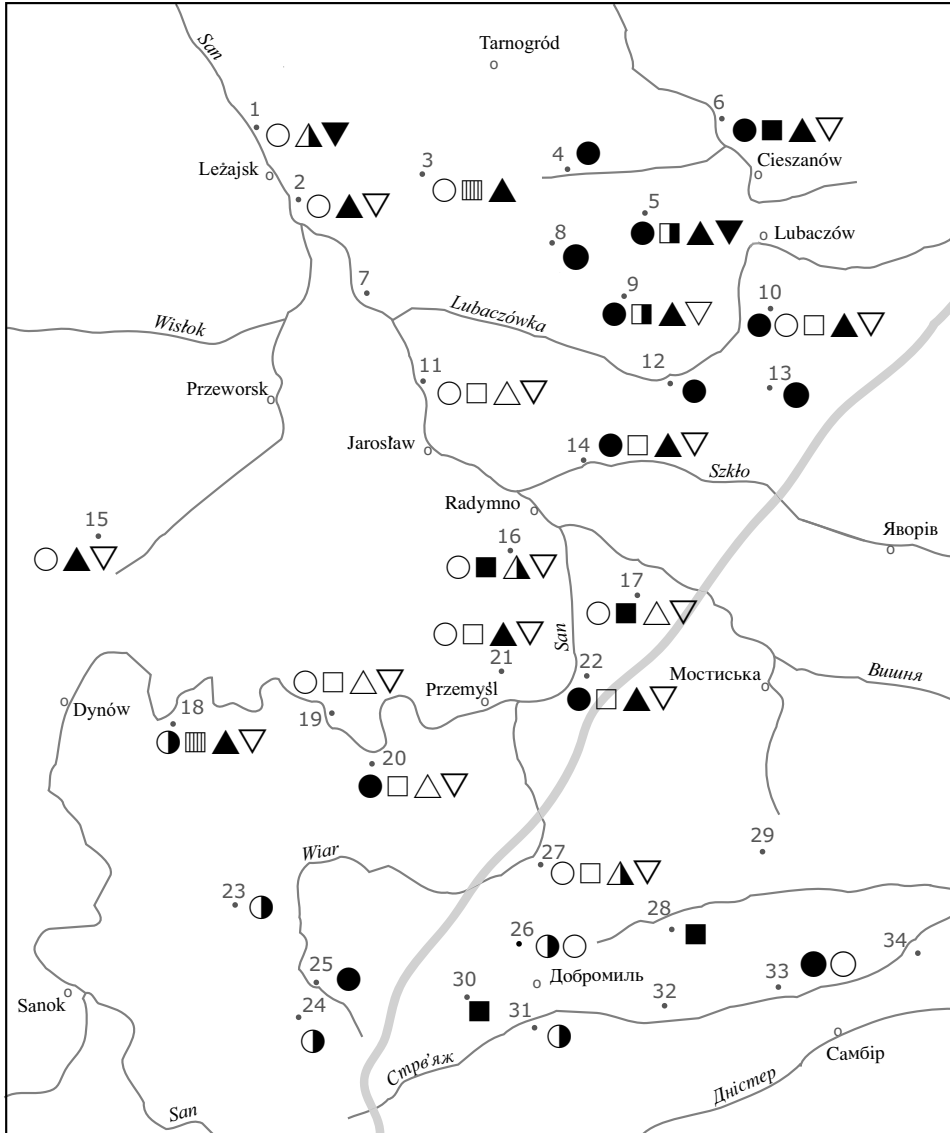 San
Tarnogród
1
6
Leżajsk
3
4
Cieszanów
2
5
8
Lubaczów
7
9
10
Wisłok
Lubaczówka
11
12
13
Przeworsk
Jarosław
14
Szkło
Radymno
15
16
Яворів
17
San
21
22
Przemyśl
Мостиська
Вишня
Dynów
18
19
20
Wiar
27
29
23
28
26
25
34
Добромиль
33
Sanok
24
30
31
32
Самбір
Стрв’яж
Дністер
San